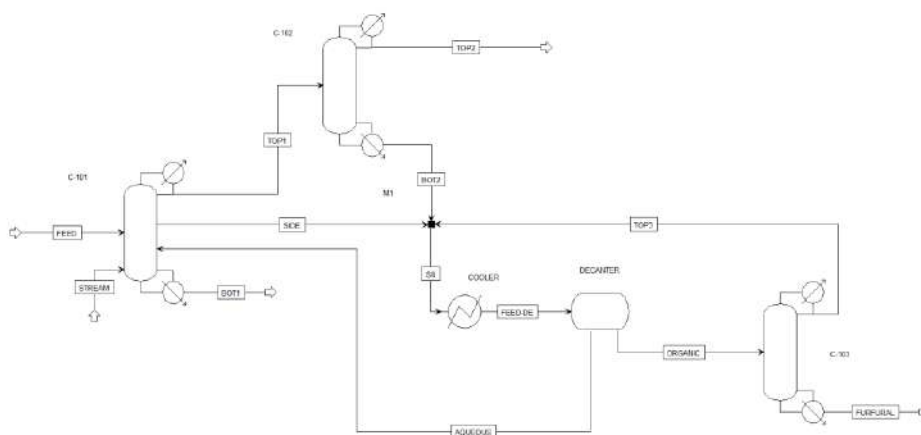 C-102
TOP2
TOP1
BOT2
C-101
M1
FEED
SIDE
TOP3
STREAM
BOT1
S6
COOLER
DECANTER
FEED-DE
ORGANIC
C-103
FURFURAL
AQUEOUS